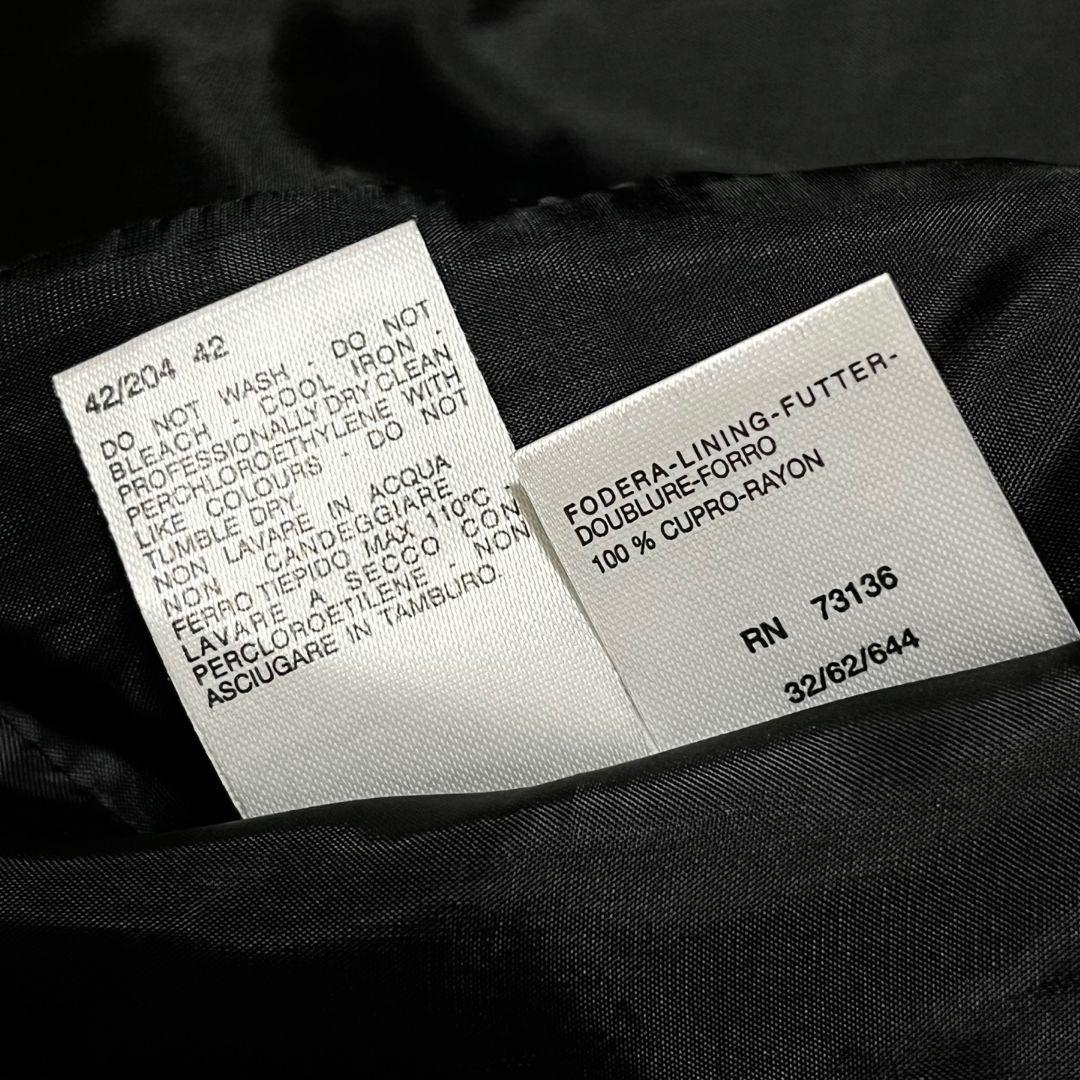 42/204 42
DO NOT WASH - DO NOT
BLEACH - COOL IRON -
PROFESSIONALLY DRY CLEAN
PERCHLOROETHYLENE WITH
LIKE COLOURS - DO NOT
TUMBLE DRY.
NON LAVARE IN ACQUA
NON CANDEGGIARE
FERRO TIEPIDO MAX 110°C
LAVARE A SECCO CON
PERCLOROETILENE - NON
ASCIUGARE IN TAMBURO.
FODERA-LINING-FUTTER-
DOUBLURE-FORRO
100 % CUPRO-RAYON
RN 73136
32/62/644